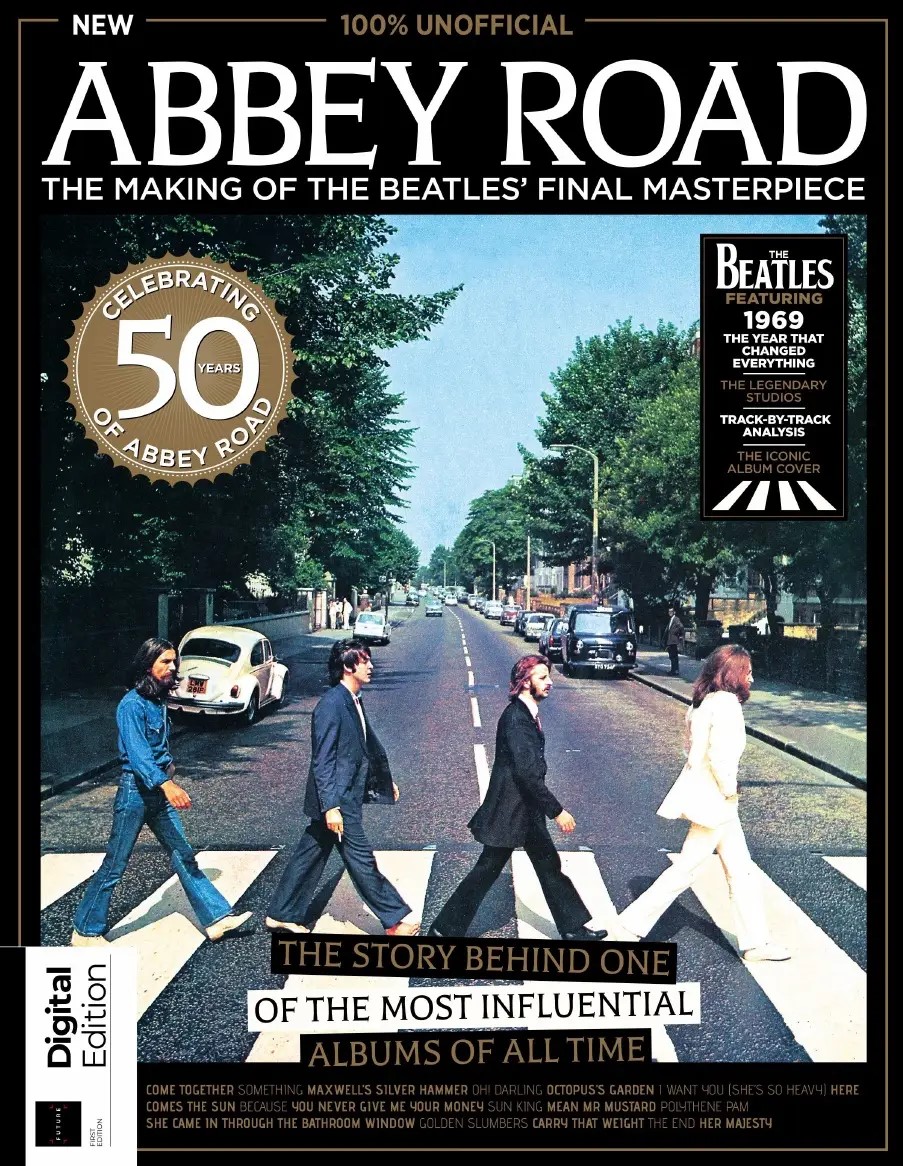 NEW
100% UNOFFICIAL
ABBEY ROAD
THE MAKING OF THE BEATLES’ FINAL MASTERPIECE
CELEBRATING
50
YEARS
OF ABBEY ROAD
THE
BEATLES
FEATURING
1969
THE YEAR THAT
CHANGED
EVERYTHING
THE LEGENDARY
STUDIOS
TRACK-BY-TRACK
ANALYSIS
THE ICONIC
ALBUM COVER
LMW
281F
THE STORY BEHIND ONE
OF THE MOST INFLUENTIAL
ALBUMS OF ALL TIME
Digital
Edition
FUTURE
FIRST
EDITION
COME TOGETHER SOMETHING MAXWELL'S SILVER HAMMER OH! DARLING OCTOPUS'S GARDEN I WANT YOU (SHE'S SO HEAVY) HERE
COMES THE SUN BECAUSE YOU NEVER GIVE ME YOUR MONEY SUN KING MEAN MR MUSTARD POLYTHENE PAM
SHE CAME IN THROUGH THE BATHROOM WINDOW GOLDEN SLUMBERS CARRY THAT WEIGHT THE END HER MAJESTY